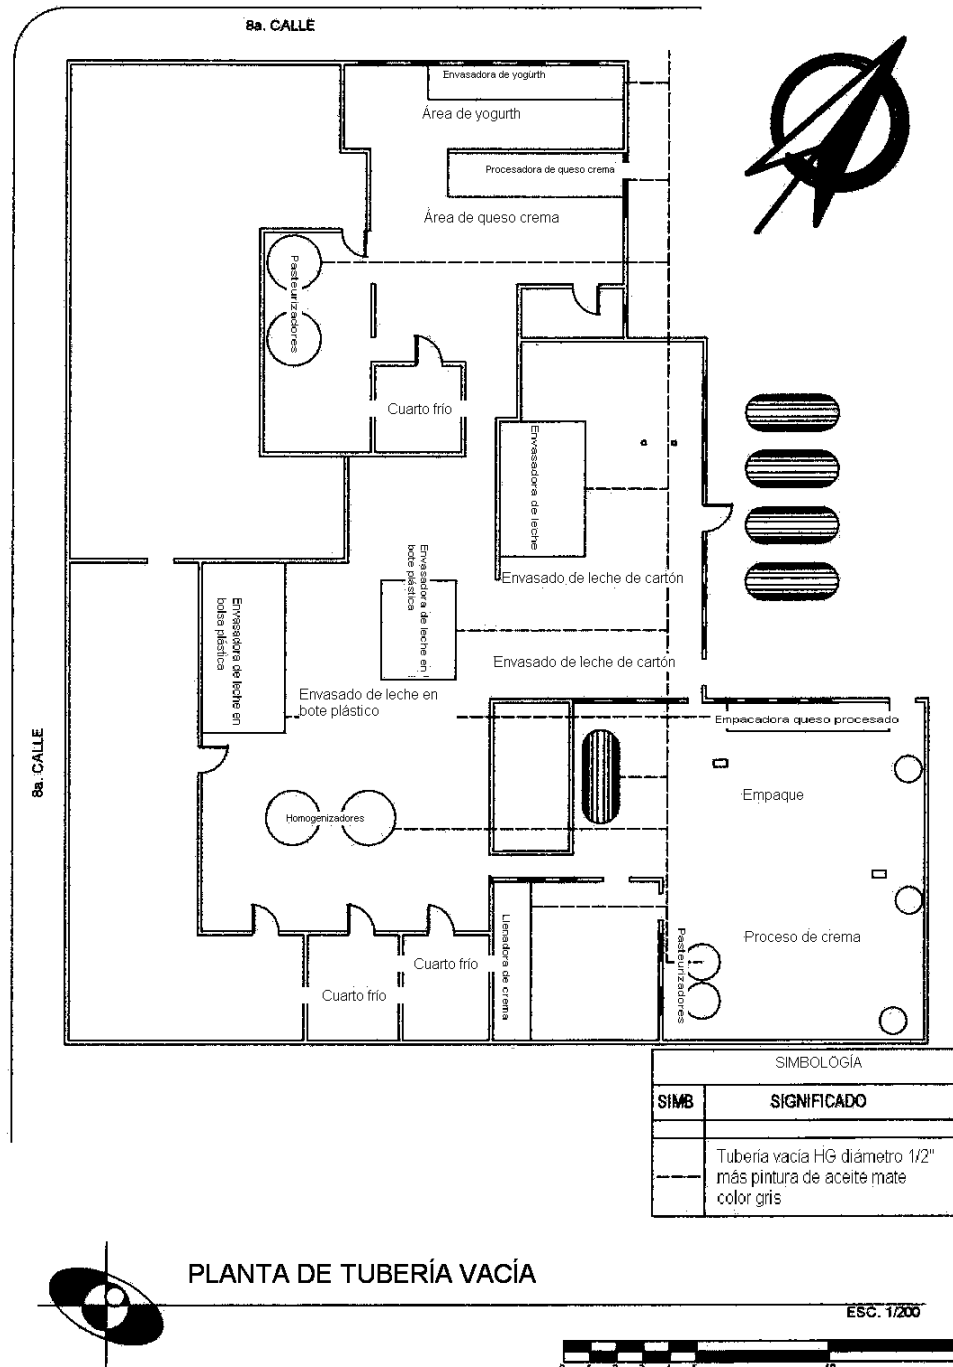 8a. CALLE
Envasadora de yogurth
Área de yogurth
Procesadora de queso crema
Área de queso crema
Pasteurizadores
Cuarto frío
Envasadora de leche
Envasado de leche de cartón
Envasadora de leche en
bote plástica
Envasadora de leche en
bolsa plástica
Envasado de leche de cartón
Envasado de leche en
bote plástico
8a. CALLE
Empacadora queso procesado
Empaque
Homogenizadores
Proceso de crema
Llenadora de crema
Pasteurizadores
Cuarto frío
Cuarto frío
SIMBOLOGÍA
SIMB SIGNIFICADO
Tubería vacía HG diámetro 1/2"
más pintura de aceite mate
color gris
PLANTA DE TUBERÍA VACÍA
ESC. 1/200